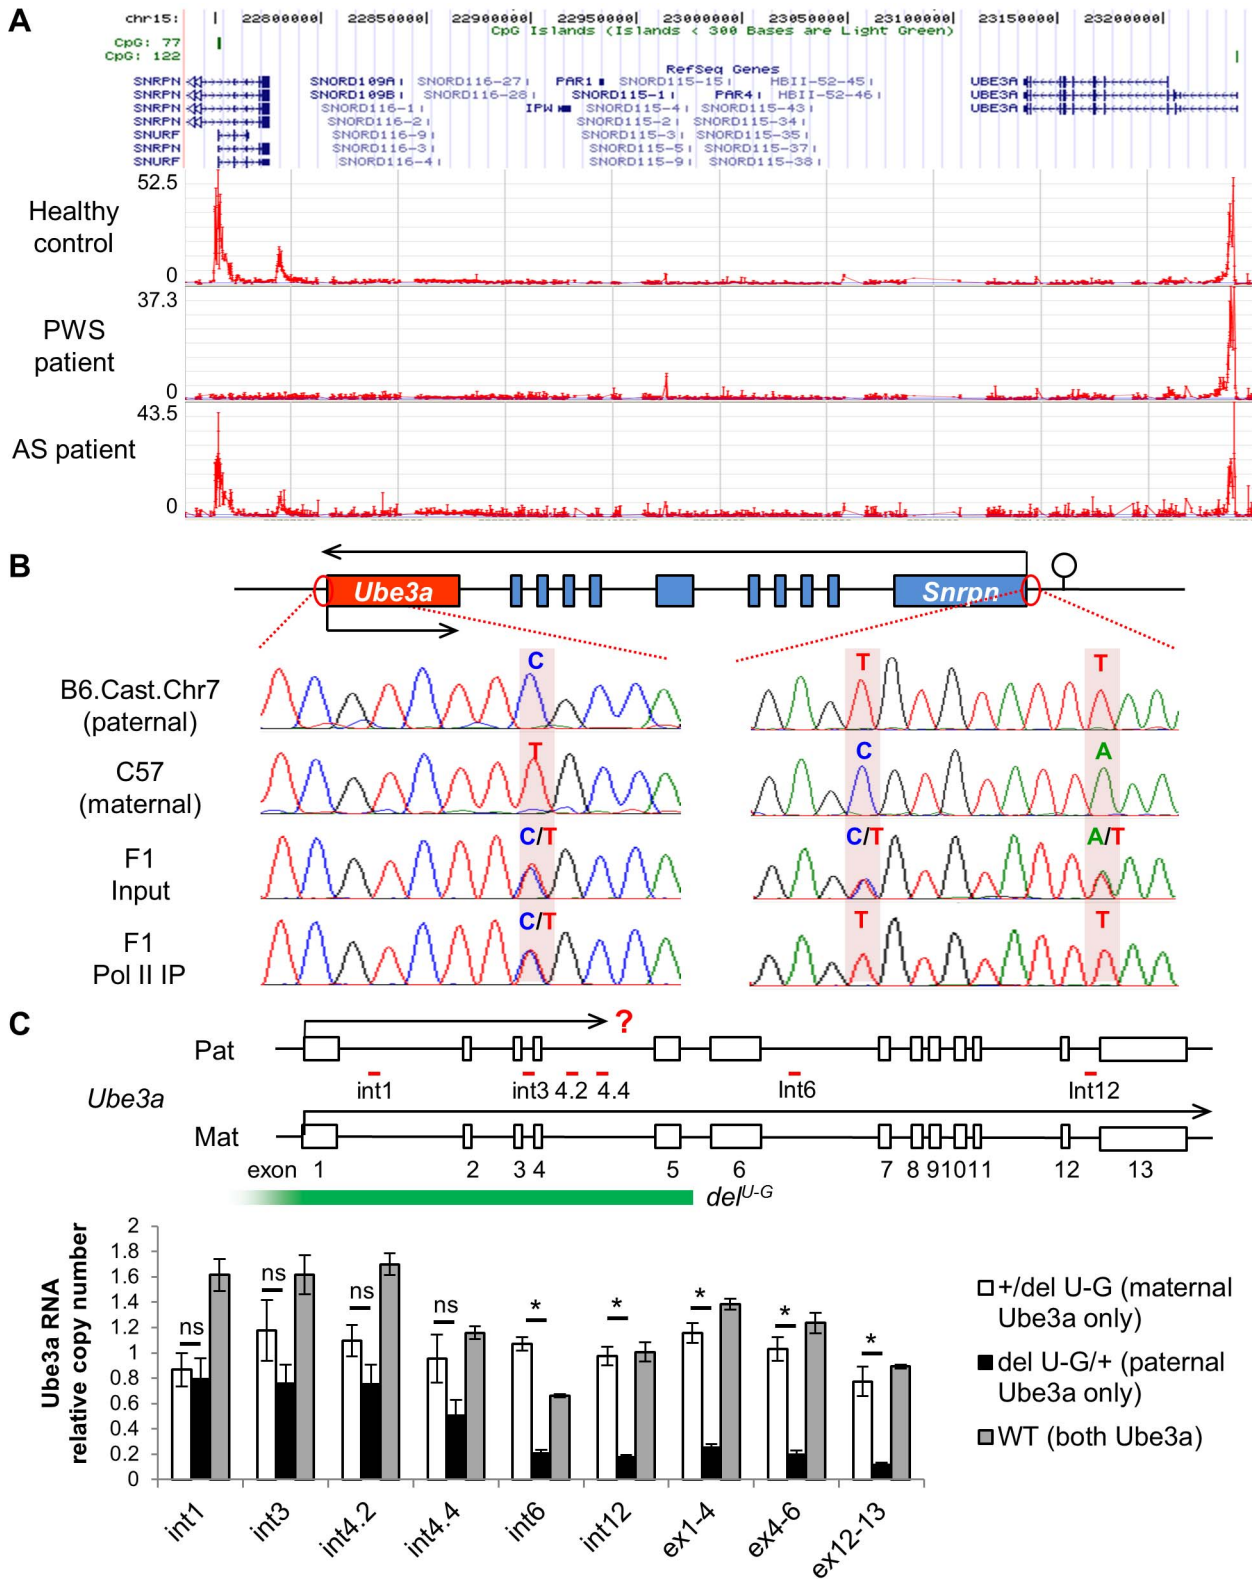 A
chr15: 22800000 22850000 22900000 22950000 23000000 23050000 23100000 23150000 23200000
CpG Islands (Islands < 300 Bases are Light Green)
CpG: 77
CpG: 122
RefSeq Genes
SNRPN SNORD109A SNORD116-27 PAR1 SNORD115-15 HBII-52-45 UBE3A
SNRPN SNORD109B SNORD116-28 SNORD115-1 PAR4 HBII-52-46 UBE3A
SNRPN SNORD116-1 IPW SNORD115-4 SNORD115-43 UBE3A
SNRPN SNORD116-2 SNORD115-2 SNORD115-34
SNURF SNORD116-9 SNORD115-3 SNORD115-35
SNRPN SNORD116-3 SNORD115-5 SNORD115-37
SNURF SNORD116-4 SNORD115-9 SNORD115-38
Healthy
control
52.5
0
PWS
patient
37.3
0
AS patient
43.5
0
B
Ube3a Snrpn
B6.Cast.Chr7
(paternal)
C T T
C57
(maternal)
T C A
F1
Input
C/T C/T A/T
F1
Pol II IP
C/T T T
C
Pat
?
int1 int3 4.2 4.4 Int6 Int12
Ube3a
Mat
exon 1 2 3 4 5 6 7 8 9 10 11 12 13
del U-G
Ube3a RNA
relative copy number
2
1.8
1.6
1.4
1.2
1
0.8
0.6
0.4
0.2
0
ns ns ns ns * * * * *
int1 int3 int4.2 int4.4 int6 int12 ex1-4 ex4-6 ex12-13
+/del U-G (maternal
Ube3a only)
del U-G/+ (paternal
Ube3a only)
WT (both Ube3a)